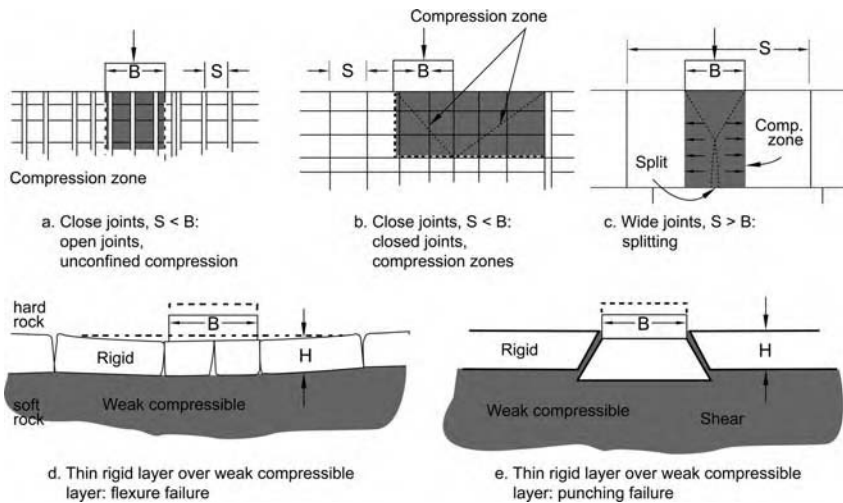 Compression zone
B
S
S
B
S
B
Comp.
zone
Split
Compression zone
a. Close joints, S < B:
open joints,
unconfined compression
b. Close joints, S < B:
closed joints,
compression zones
c. Wide joints, S > B:
splitting
hard
rock
B
Rigid
H
soft
rock
Weak compressible
B
Rigid
H
Weak compressible
Shear
d. Thin rigid layer over weak compressible
layer: flexure failure
e. Thin rigid layer over weak compressible
layer: punching failure